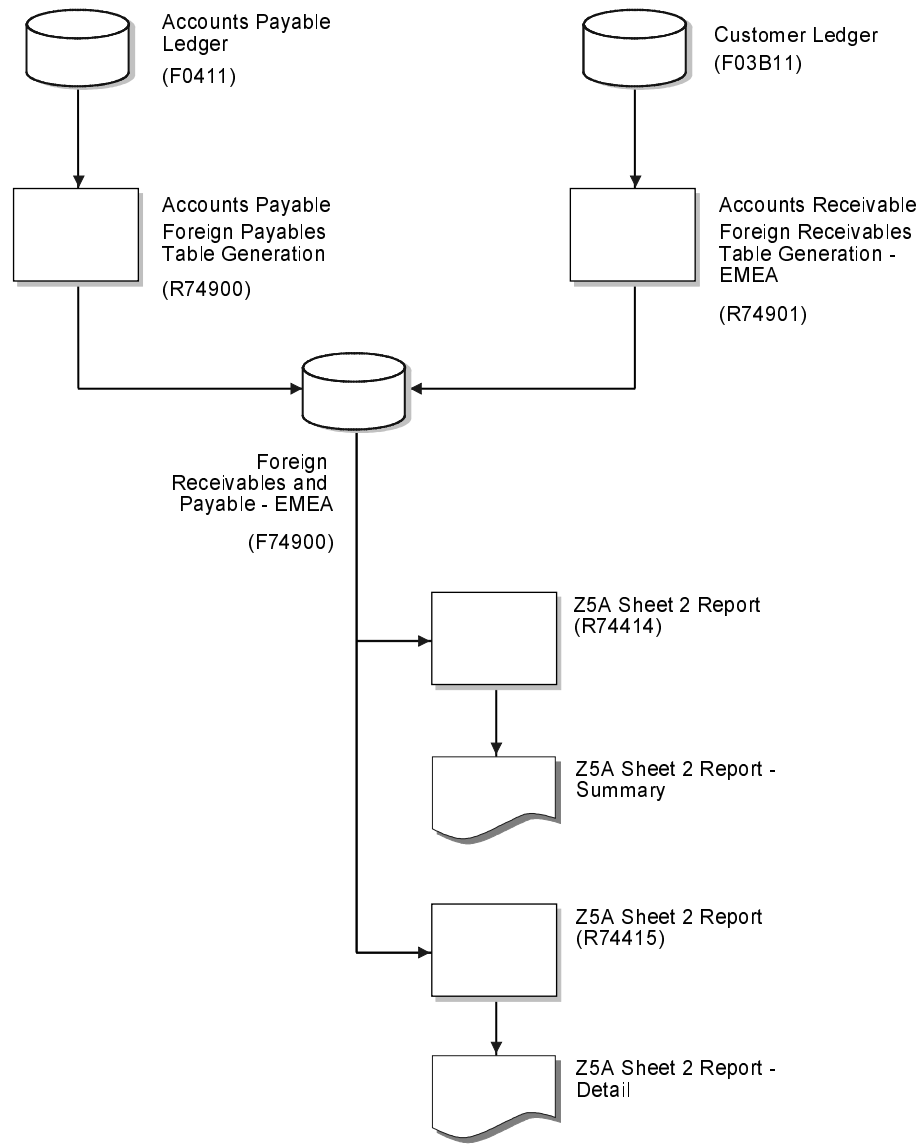 Accounts Payable
Ledger
(F0411)
Customer Ledger
(F03B11)
Accounts Payable
Foreign Payables
Table Generation
(R74900)
Accounts Receivable
Foreign Receivables
Table Generation -
EMEA
(R74901)
Foreign
Receivables and
Payable - EMEA
(F74900)
Z5A Sheet 2 Report
(R74414)
Z5A Sheet 2 Report -
Summary
Z5A Sheet 2 Report
(R74415)
Z5A Sheet 2 Report -
Detail